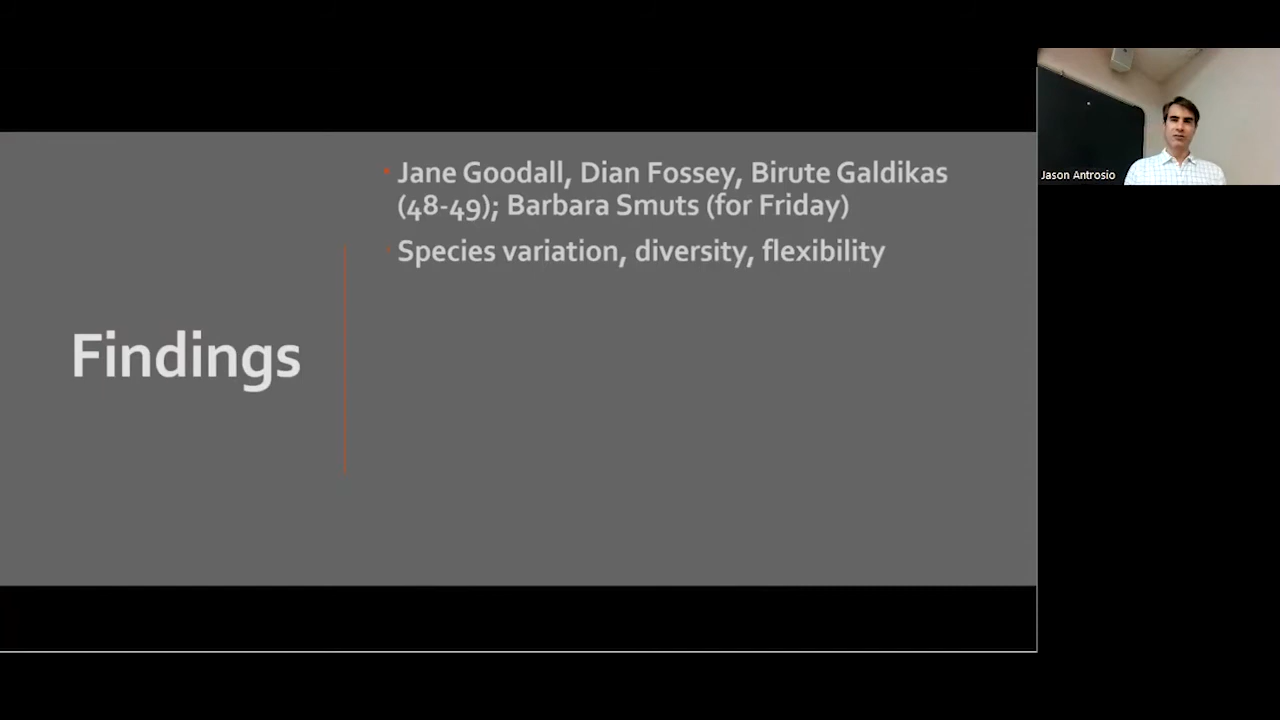 Findings
Jane Goodall, Dian Fossey, Birute Galdikas
(48-49); Barbara Smuts (for Friday)
Species variation, diversity, flexibility
Jason Antrosio